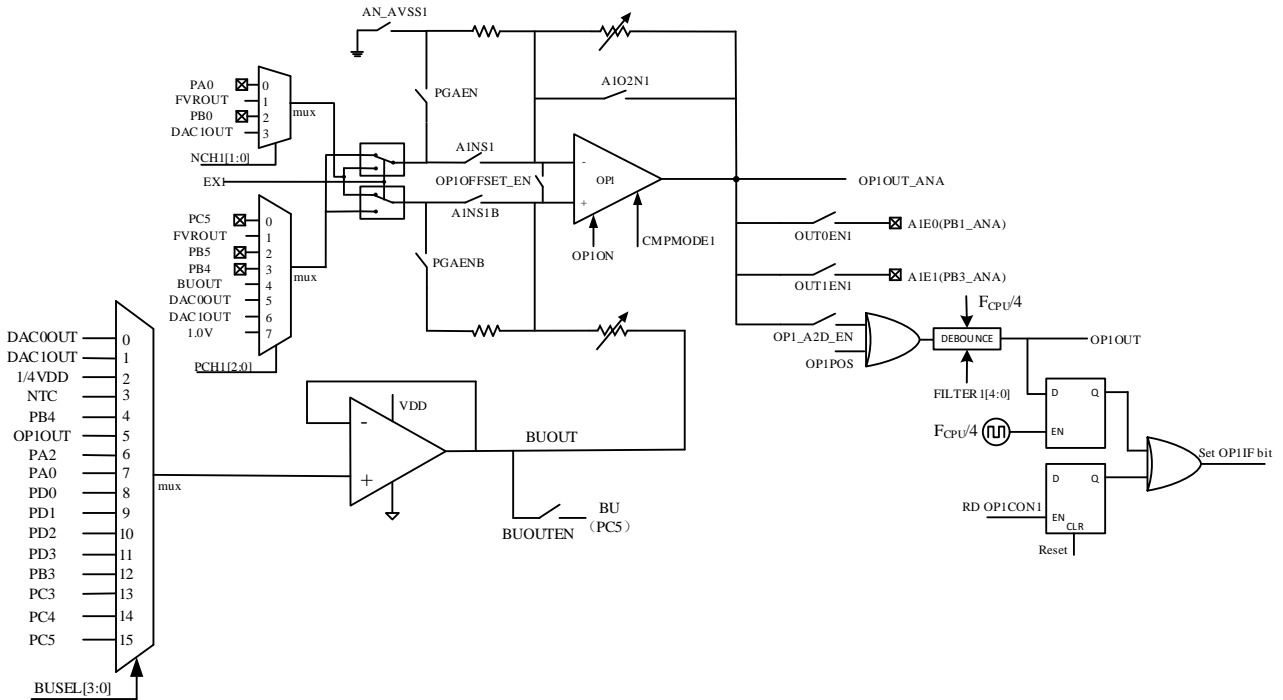 AN_AVSS1
PA0
0
FVROUT
1
PB0
2
DAC1OUT
3
mux
NCH1[1:0]
EX1
PC5
0
FVROUT
1
PB5
2
PB4
3
BUOUT
4
DAC0OUT
5
DAC1OUT
6
1.0V
7
mux
PCH1[2:0]
PGAEN
A1NS1
OP1OFFSET_EN
A1NS1B
PGAENB
A1O2N1
-
OP1
+
OP1ON
CMPMODE1
OP1OUT_ANA
OUT0EN1
A1E0(PB1_ANA)
OUT1EN1
A1E1(PB3_ANA)
OP1_A2D_EN
OP1POS
FCPU/4
DEBOUNCE
FILTER1[4:0]
OP1OUT
D
Q
EN
FCPU/4
D
Q
EN
CLR
RD OP1CON1
Reset
Set OP1IF bit
DAC0OUT
0
DAC1OUT
1
1/4VDD
2
NTC
3
PB4
4
OP1OUT
5
PA2
6
PA0
7
PD0
8
PD1
9
PD2
10
PD3
11
PB3
12
PC3
13
PC4
14
PC5
15
mux
BUSEL[3:0]
-
+
VDD
BUOUT
BUOUTEN
BU
（PC5）